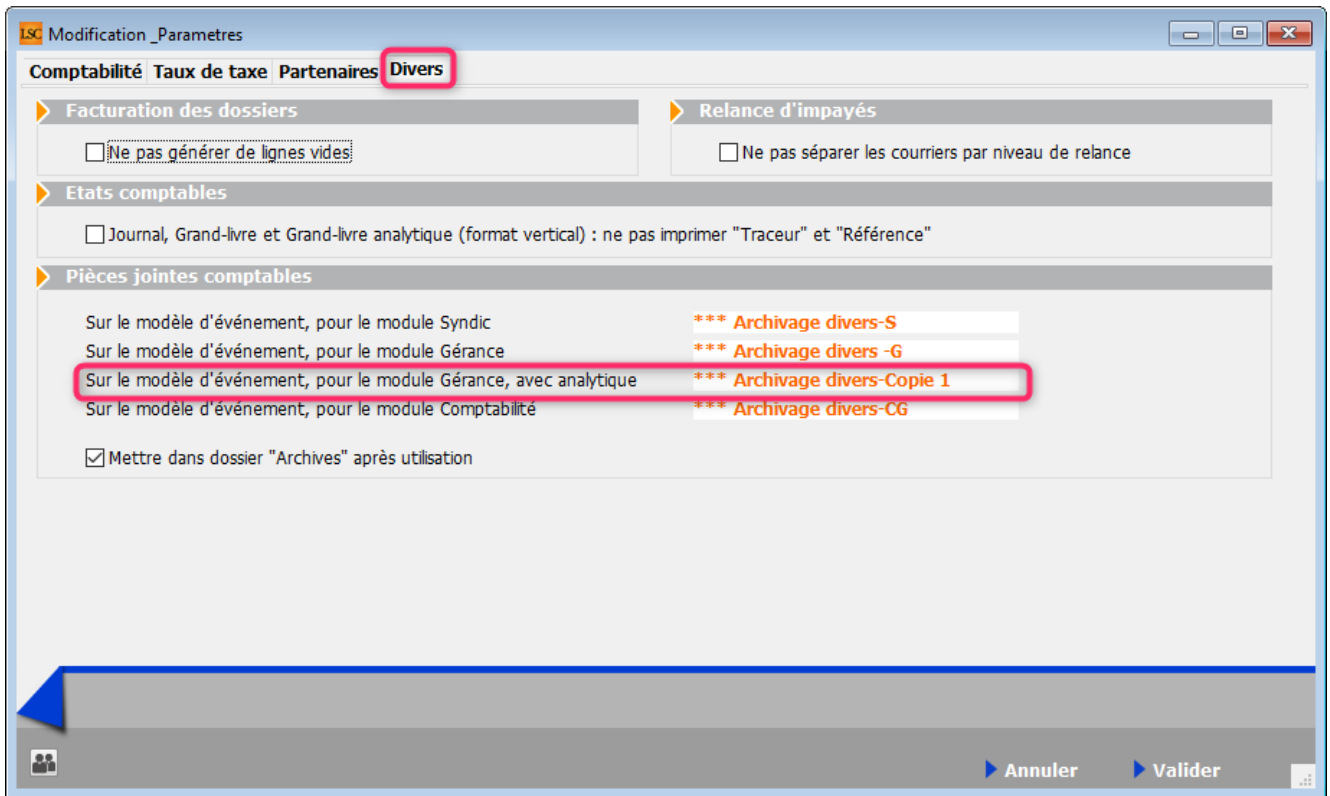 LSC Modification _Parametres
Comptabilité Taux de taxe Partenaires Divers
Facturation des dossiers
Ne pas générer de lignes vides
Relance d'impayés
Ne pas séparer les courriers par niveau de relance
Etats comptables
Journal, Grand-livre et Grand-livre analytique (format vertical) : ne pas imprimer "Traceur" et "Référence"
Pièces jointes comptables
Sur le modèle d'événement, pour le module Syndic *** Archivage divers-S
Sur le modèle d'événement, pour le module Gérance *** Archivage divers -G
Sur le modèle d'événement, pour le module Gérance, avec analytique *** Archivage divers-Copie 1
Sur le modèle d'événement, pour le module Comptabilité *** Archivage divers-CG
Mettre dans dossier "Archives" après utilisation
Annuler Valider